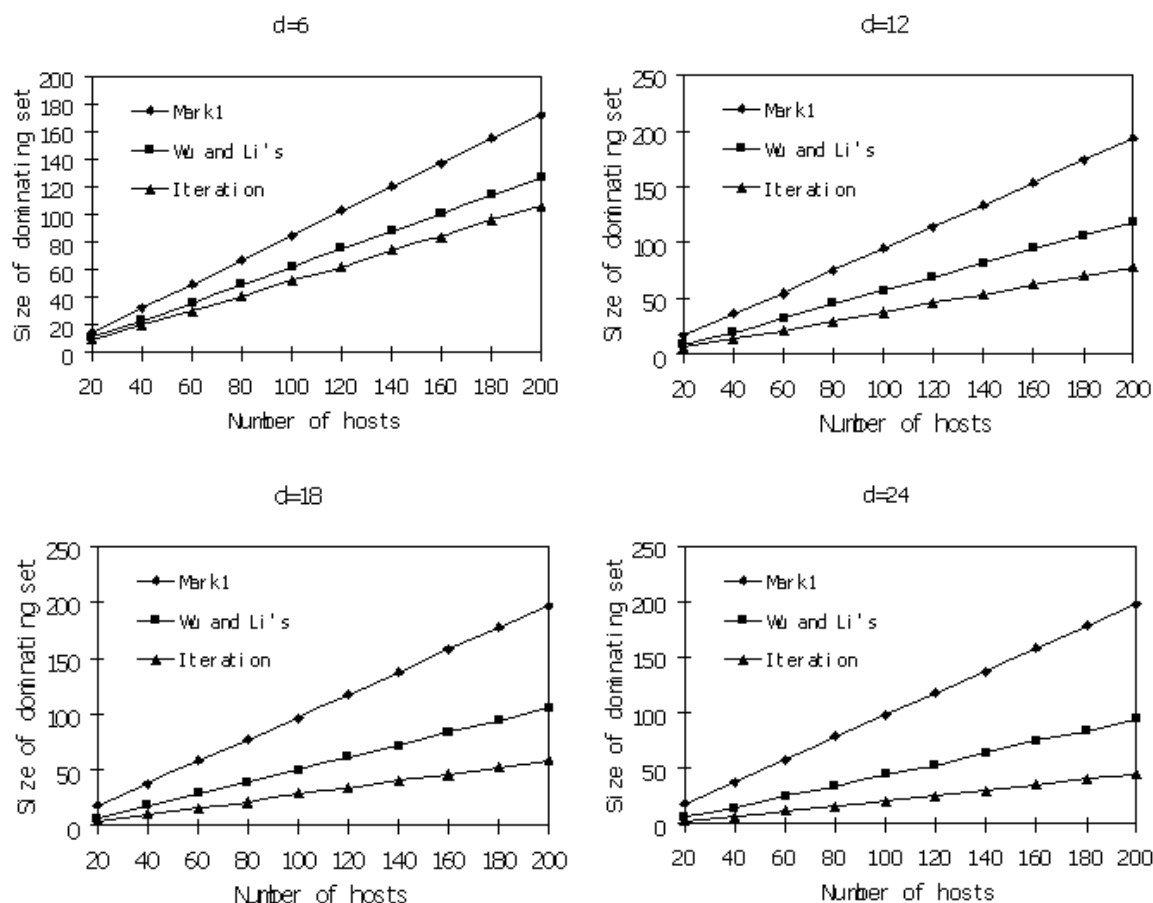 d=6
Size of dominating set
200
180
160
140
120
100
80
60
40
20
0
Mark1
Wu and Li's
Iteration
20 40 60 80 100 120 140 160 180 200
Number of hosts
d=12
Size of dominating set
250
200
150
100
50
0
Mark1
Wu and Li's
Iteration
20 40 60 80 100 120 140 160 180 200
Number of hosts
d=18
Size of dominating set
250
200
150
100
50
0
Mark1
Wu and Li's
Iteration
20 40 60 80 100 120 140 160 180 200
Number of hosts
d=24
Size of dominating set
250
200
150
100
50
0
Mark1
Wu and Li's
Iteration
20 40 60 80 100 120 140 160 180 200
Number of hosts